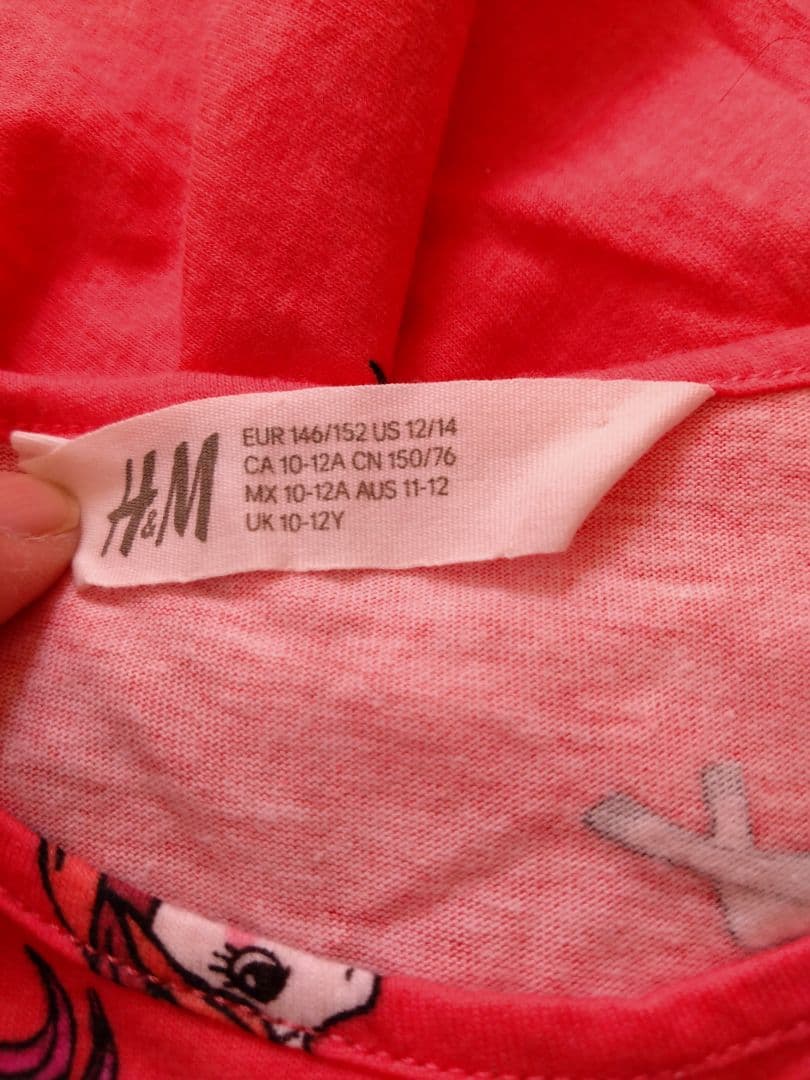 H&M
EUR 146/152 US 12/14
CA 10-12A CN 150/76
MX 10-12A AUS 11-12
UK 10-12Y